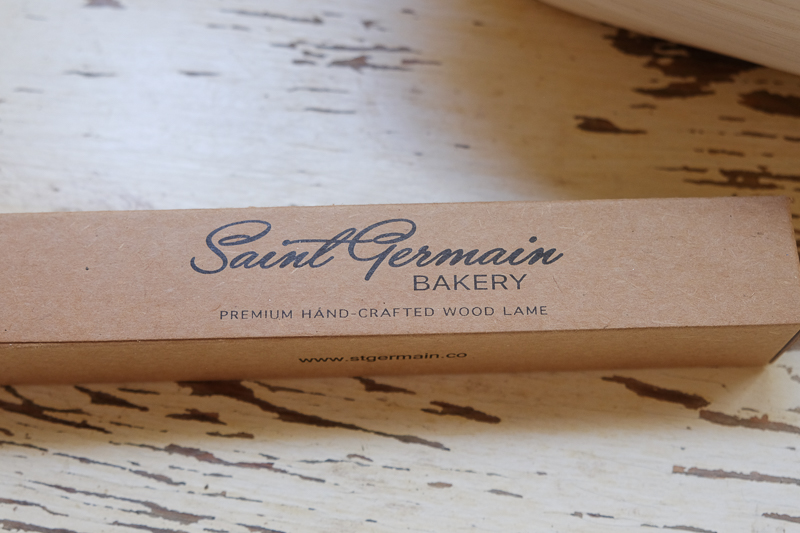 Saint Germain
BAKERY
PREMIUM HAND-CRAFTED WOOD LAME
www.stgermain.co